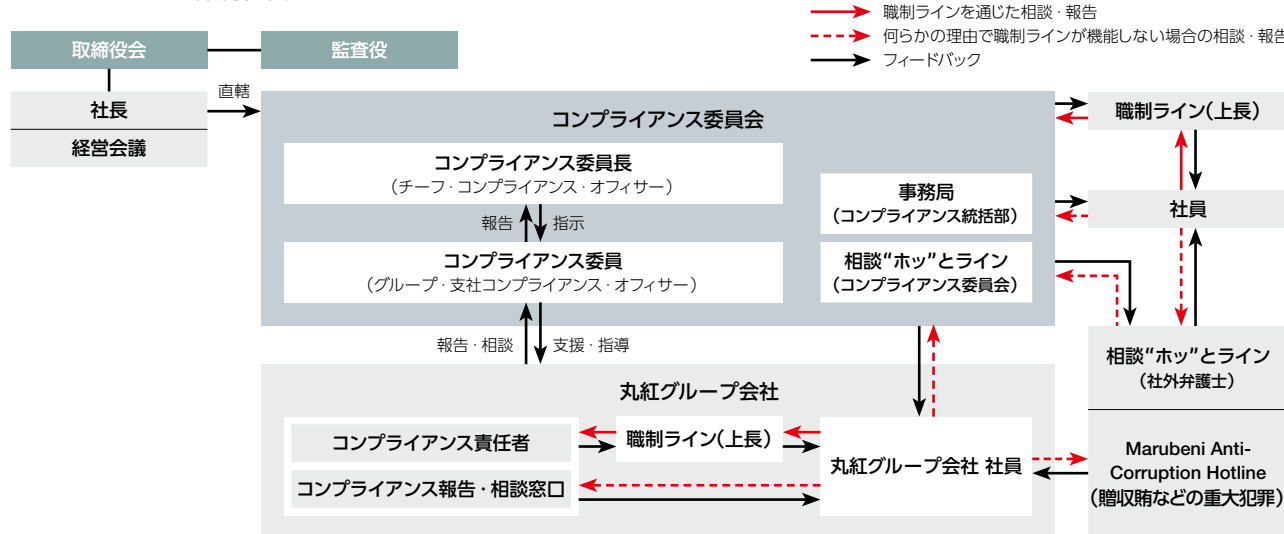 職制ラインを通じた相談・報告
何らかの理由で職制ラインが機能しない場合の相談・報告
フィードバック
取締役会
監査役
社長
経営会議
直轄
コンプライアンス委員会
コンプライアンス委員長
(チーフ・コンプライアンス・オフィサー)
報告
指示
コンプライアンス委員
(グループ・支社コンプライアンス・オフィサー)
事務局
(コンプライアンス統括部)
相談“ホッ”とライン
(コンプライアンス委員会)
職制ライン(上長)
社員
相談“ホッ”とライン
(社外弁護士)
Marubeni Anti-
Corruption Hotline
(贈収賄などの重大犯罪)
報告・相談
支援・指導
丸紅グループ会社
コンプライアンス責任者
職制ライン(上長)
コンプライアンス報告・相談窓口
丸紅グループ会社 社員